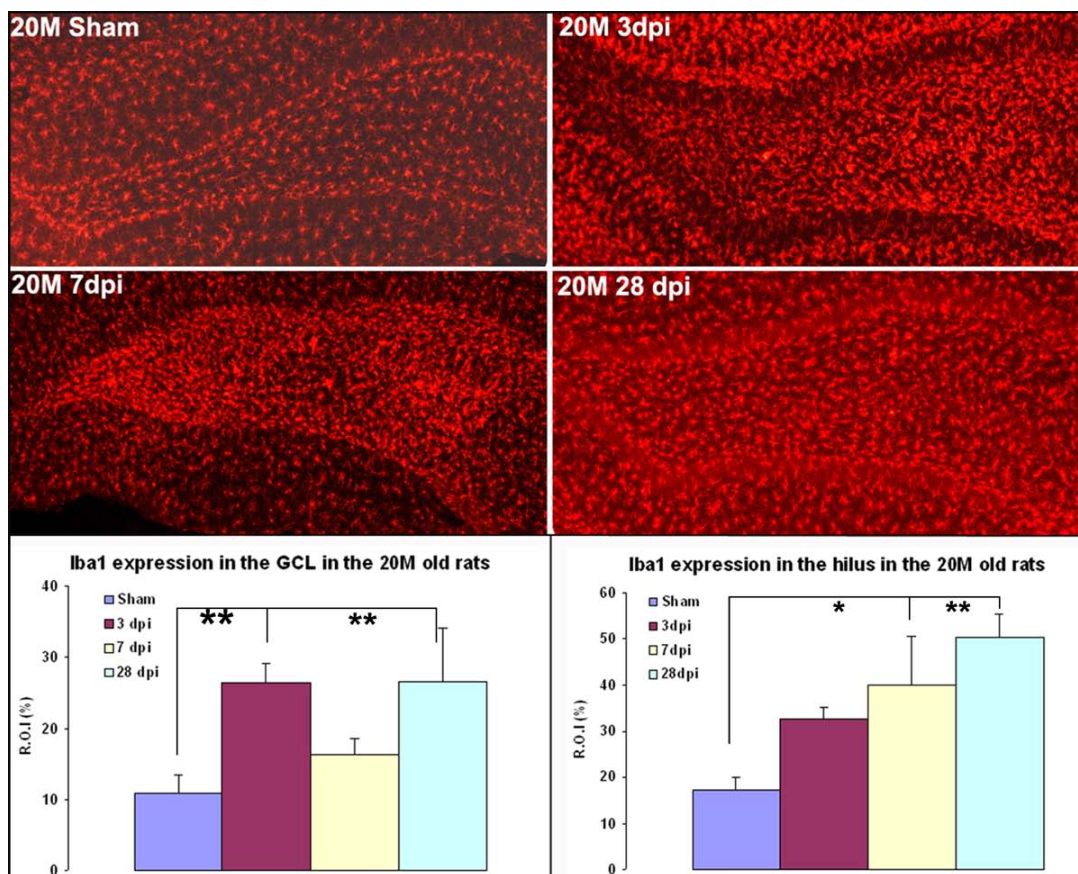 20M Sham
20M 3dpi
20M 7dpi
20M 28 dpi
Iba1 expression in the GCL in the 20M old rats
40
30
20
10
0
R.O.I (%)
Sham
3 dpi
7 dpi
28 dpi
**
**
Iba1 expression in the hilus in the 20M old rats
60
50
40
30
20
10
0
R.O.I (%)
Sham
3dpi
7dpi
28dpi
*
**